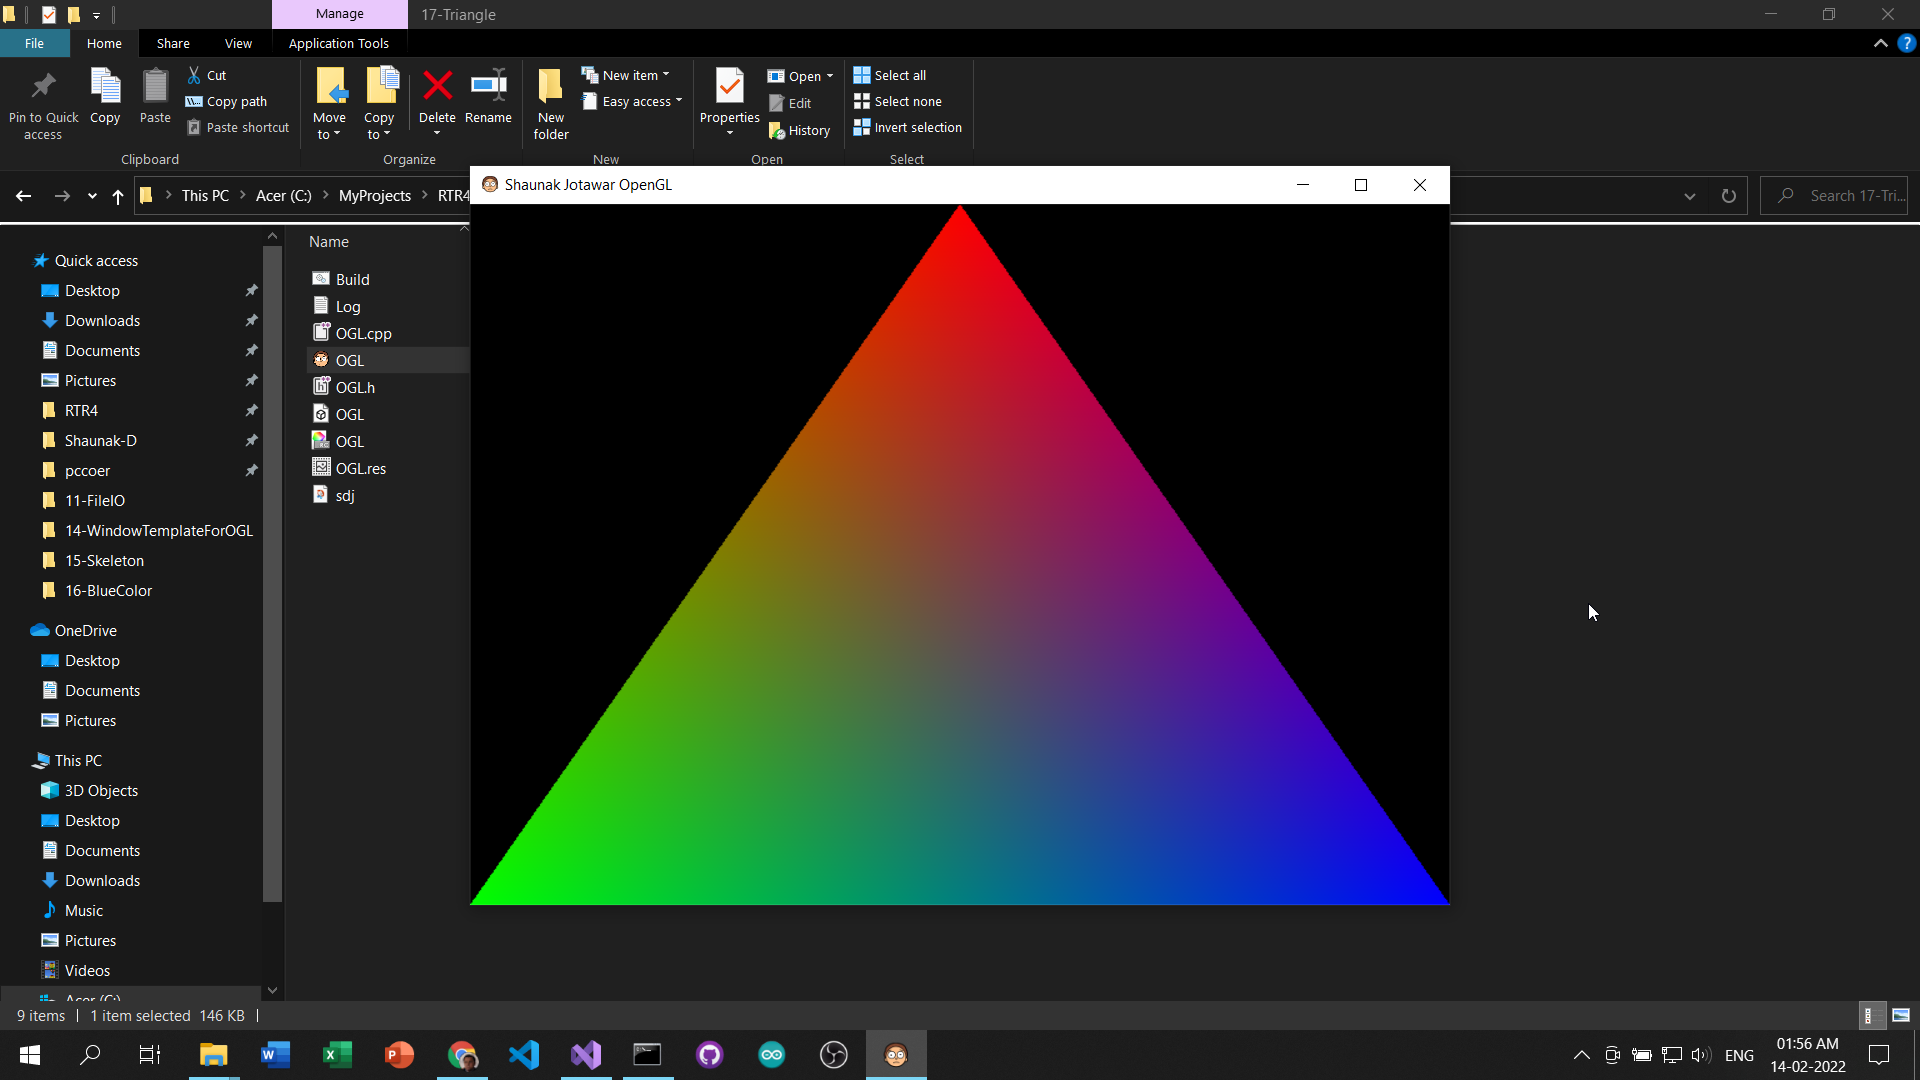 Manage
17-Triangle
File
Home
Share
View
Application Tools
Pin to Quick access
Copy
Paste
Cut
Copy path
Paste shortcut
Clipboard
Move to
Copy to
Delete
Rename
Organize
New folder
New item
Easy access
New
Properties
Open
Edit
History
Open
Select all
Select none
Invert selection
Select
This PC
Acer (C:)
MyProjects
RTR4
Search 17-Tri...
Shaunak Jotawar OpenGL
Quick access
Desktop
Downloads
Documents
Pictures
RTR4
Shaunak-D
pccoer
11-FileIO
14-WindowTemplateForOGL
15-Skeleton
16-BlueColor
OneDrive
Desktop
Documents
Pictures
This PC
3D Objects
Desktop
Documents
Downloads
Music
Pictures
Videos
Acer (C:)
Name
Build
Log
OGL.cpp
OGL
OGL.h
OGL
OGL
OGL.res
sdj
9 items
1 item selected 146 KB
ENG
01:56 AM
14-02-2022